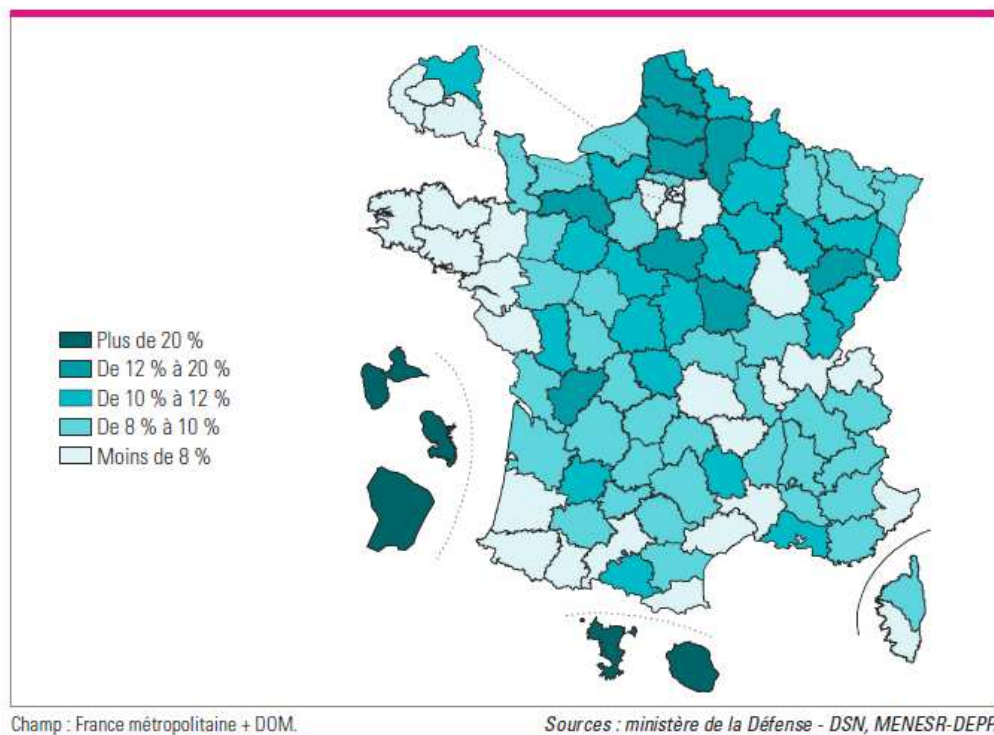 Plus de 20 %
De 12 % à 20 %
De 10 % à 12 %
De 8 % à 10 %
Moins de 8 %
Champ : France métropolitaine + DOM.
Sources : ministère de la Défense - DSN, MENESR-DEPP.